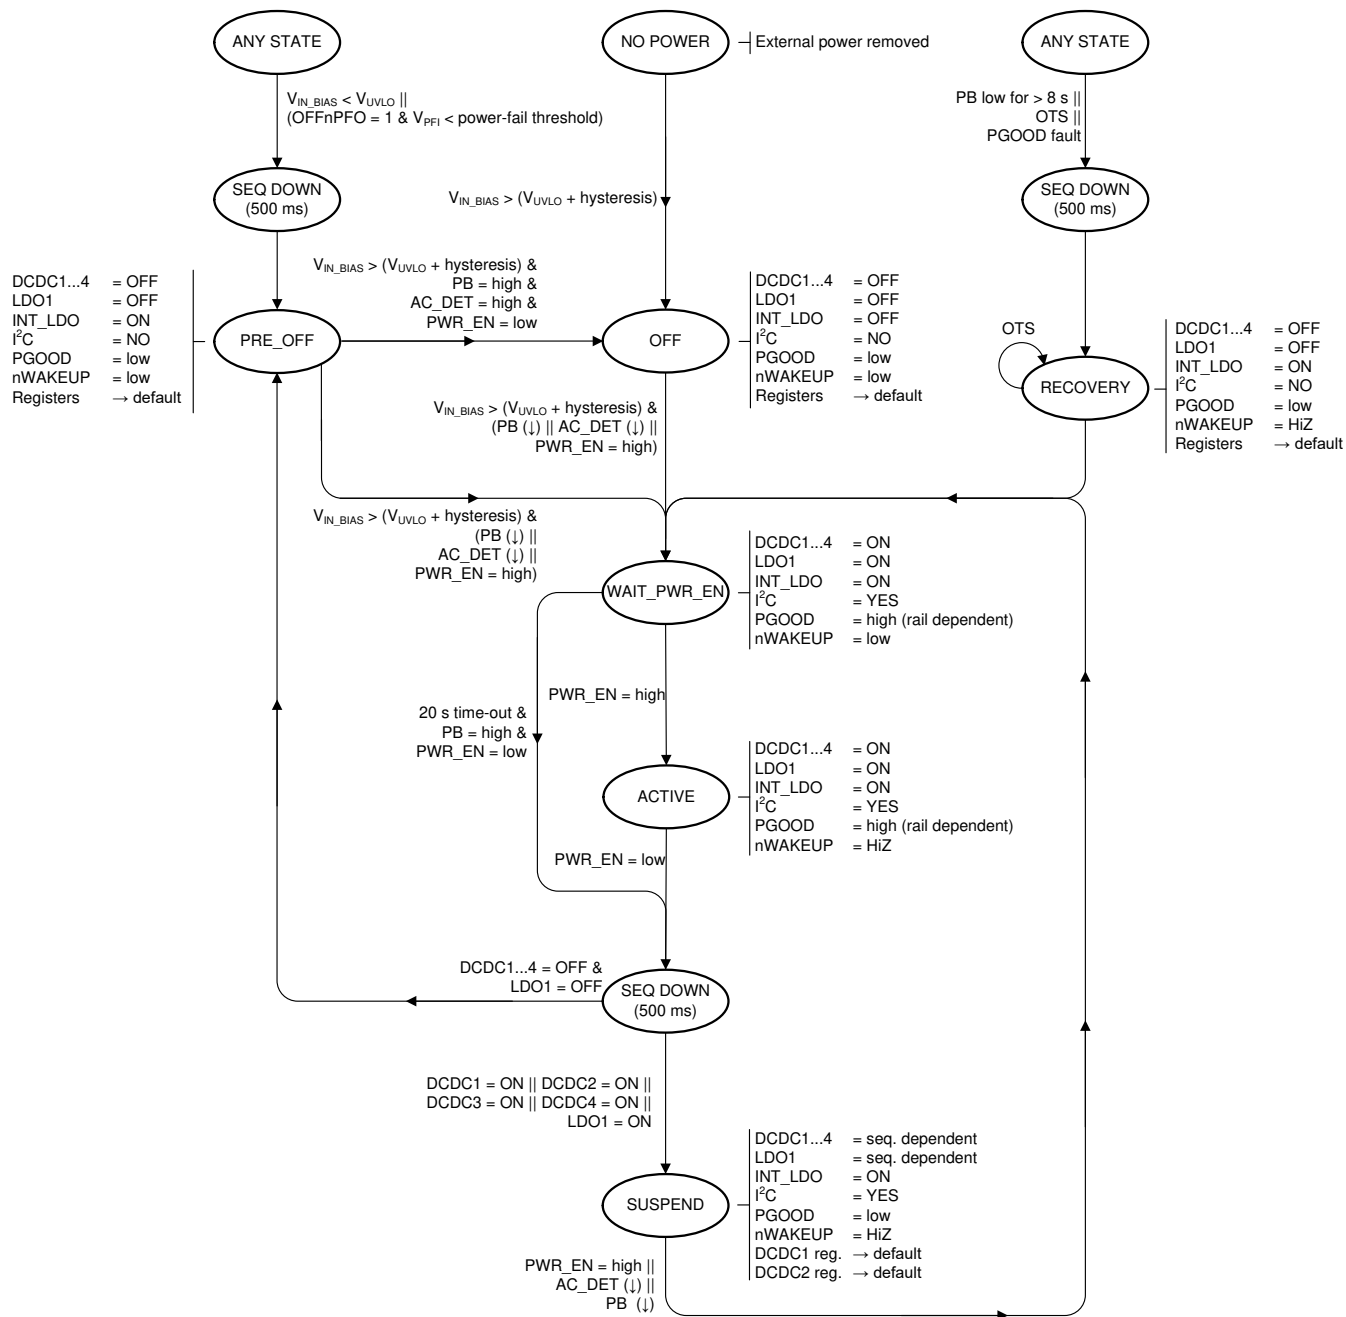 ANY STATE
NO POWER
External power removed
ANY STATE
V_IN_BIAS < V_UVLO ||
(OFFnPFO = 1 & V_PFI < power-fail threshold)
PB low for > 8 s ||
OTS ||
PGOOD fault
SEQ DOWN
(500 ms)
V_IN_BIAS > (V_UVLO + hysteresis)
SEQ DOWN
(500 ms)
DCDC1...4 = OFF
LDO1 = OFF
INT_LDO = ON
I²C = NO
PGOOD = low
nWAKEUP = low
Registers → default
PRE_OFF
V_IN_BIAS > (V_UVLO + hysteresis) &
PB = high &
AC_DET = high &
PWR_EN = low
OFF
DCDC1...4 = OFF
LDO1 = OFF
INT_LDO = OFF
I²C = NO
PGOOD = low
nWAKEUP = low
Registers → default
OTS
RECOVERY
DCDC1...4 = OFF
LDO1 = OFF
INT_LDO = ON
I²C = NO
PGOOD = low
nWAKEUP = HiZ
Registers → default
V_IN_BIAS > (V_UVLO + hysteresis) &
(PB (↓) || AC_DET (↓) ||
PWR_EN = high)
V_IN_BIAS > (V_UVLO + hysteresis) &
(PB (↓) ||
AC_DET (↓) ||
PWR_EN = high)
WAIT_PWR_EN
DCDC1...4 = ON
LDO1 = ON
INT_LDO = ON
I²C = YES
PGOOD = high (rail dependent)
nWAKEUP = low
PWR_EN = high
20 s time-out &
PB = high &
PWR_EN = low
ACTIVE
DCDC1...4 = ON
LDO1 = ON
INT_LDO = ON
I²C = YES
PGOOD = high (rail dependent)
nWAKEUP = HiZ
PWR_EN = low
DCDC1...4 = OFF &
LDO1 = OFF
SEQ DOWN
(500 ms)
DCDC1 = ON || DCDC2 = ON ||
DCDC3 = ON || DCDC4 = ON ||
LDO1 = ON
SUSPEND
DCDC1...4 = seq. dependent
LDO1 = seq. dependent
INT_LDO = ON
I²C = YES
PGOOD = low
nWAKEUP = HiZ
DCDC1 reg. → default
DCDC2 reg. → default
PWR_EN = high ||
AC_DET (↓) ||
PB (↓)